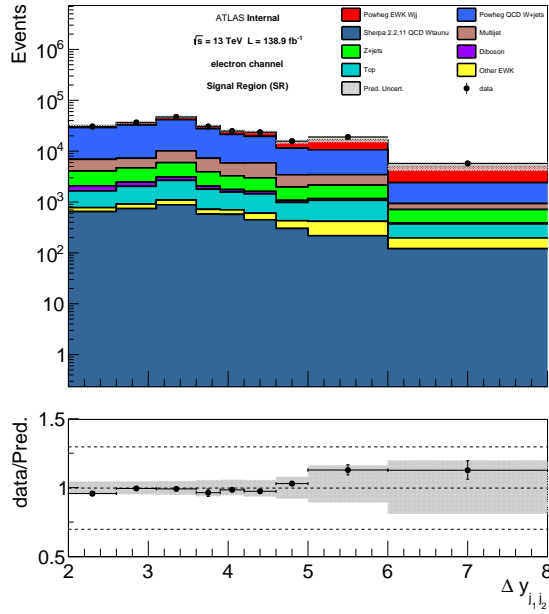 Events
10⁶
10⁵
10⁴
10³
10²
10
1
ATLAS Internal
√s = 13 TeV L = 138.9 fb⁻¹
electron channel
Signal Region (SR)
Powheg EWK Wjj
Powheg QCD W+jets
Sherpa 2.2.11 QCD Wtaunu
Multijet
Z+jets
Diboson
Top
Other EWK
Pred. Uncert.
data
data/Pred.
1.5
1
0.5
2 3 4 5 6 7 8
Δ y_{j₁ j₂}